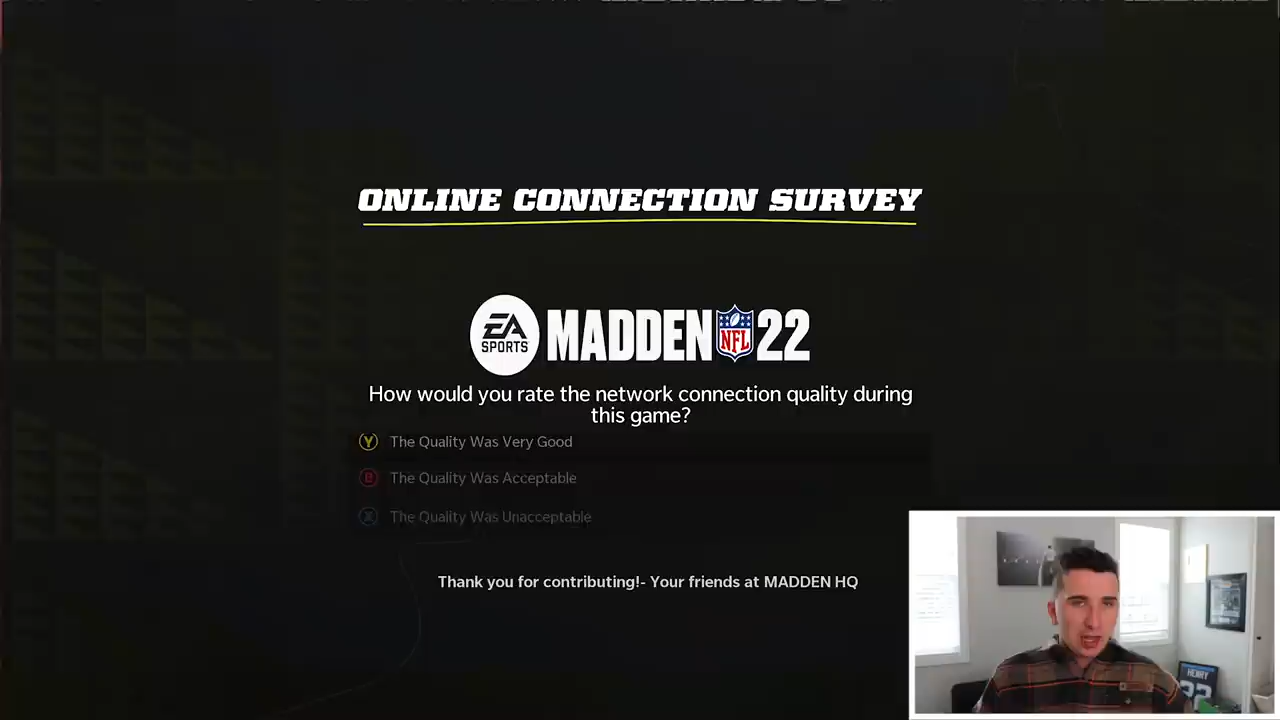 ONLINE CONNECTION SURVEY
EA
SPORTS
MADDEN NFL 22
How would you rate the network connection quality during
this game?
Y The Quality Was Very Good
B The Quality Was Acceptable
X The Quality Was Unacceptable
Thank you for contributing!- Your friends at MADDEN HQ
HENRY
22